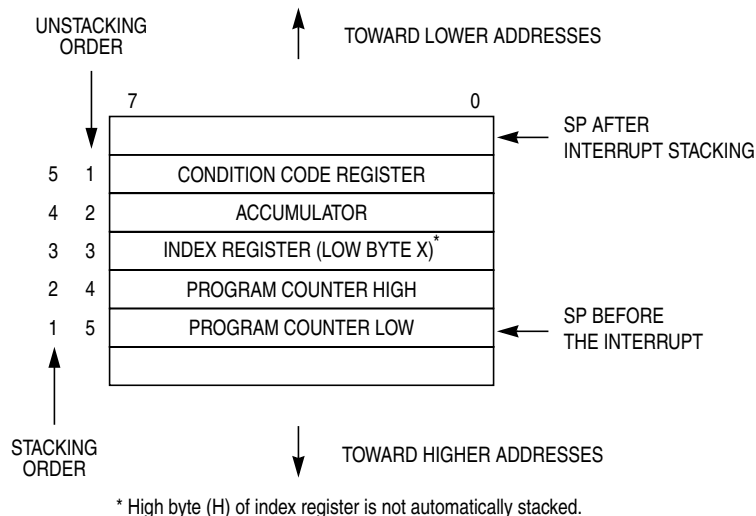 UNSTACKING
ORDER
TOWARD LOWER ADDRESSES
7 0
SP AFTER
INTERRUPT STACKING
5 1 CONDITION CODE REGISTER
4 2 ACCUMULATOR
3 3 INDEX REGISTER (LOW BYTE X)*
2 4 PROGRAM COUNTER HIGH
1 5 PROGRAM COUNTER LOW
SP BEFORE
THE INTERRUPT
STACKING
ORDER
TOWARD HIGHER ADDRESSES
* High byte (H) of index register is not automatically stacked.